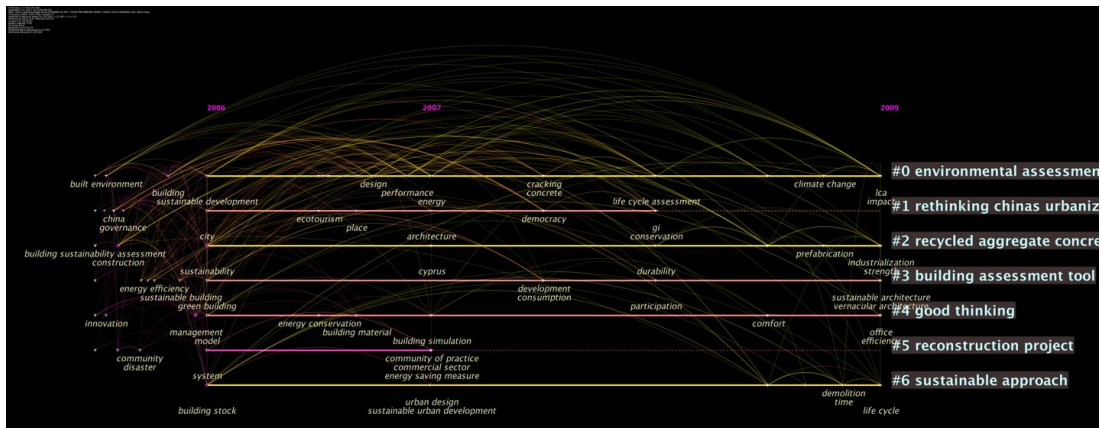 2006
2007
2009
#0 environmental assessmen
built environment
design
cracking
climate change
building
performance
concrete
lca
sustainable development
energy
life cycle assessment
impact
#1 rethinking chinas urbaniz
china
ecotourism
democracy
gi
governance
place
city
architecture
conservation
#2 recycled aggregate concre
building sustainability assessment
prefabrication
construction
industrialization
sustainability
cyprus
durability
strength
#3 building assessment tool
energy efficiency
development
sustainable building
consumption
sustainable architecture
green building
participation
vernacular architecture
#4 good thinking
innovation
energy conservation
comfort
management
building material
office
model
building simulation
efficiency
#5 reconstruction project
community
community of practice
disaster
commercial sector
system
energy saving measure
#6 sustainable approach
demolition
urban design
time
building stock
sustainable urban development
life cycle